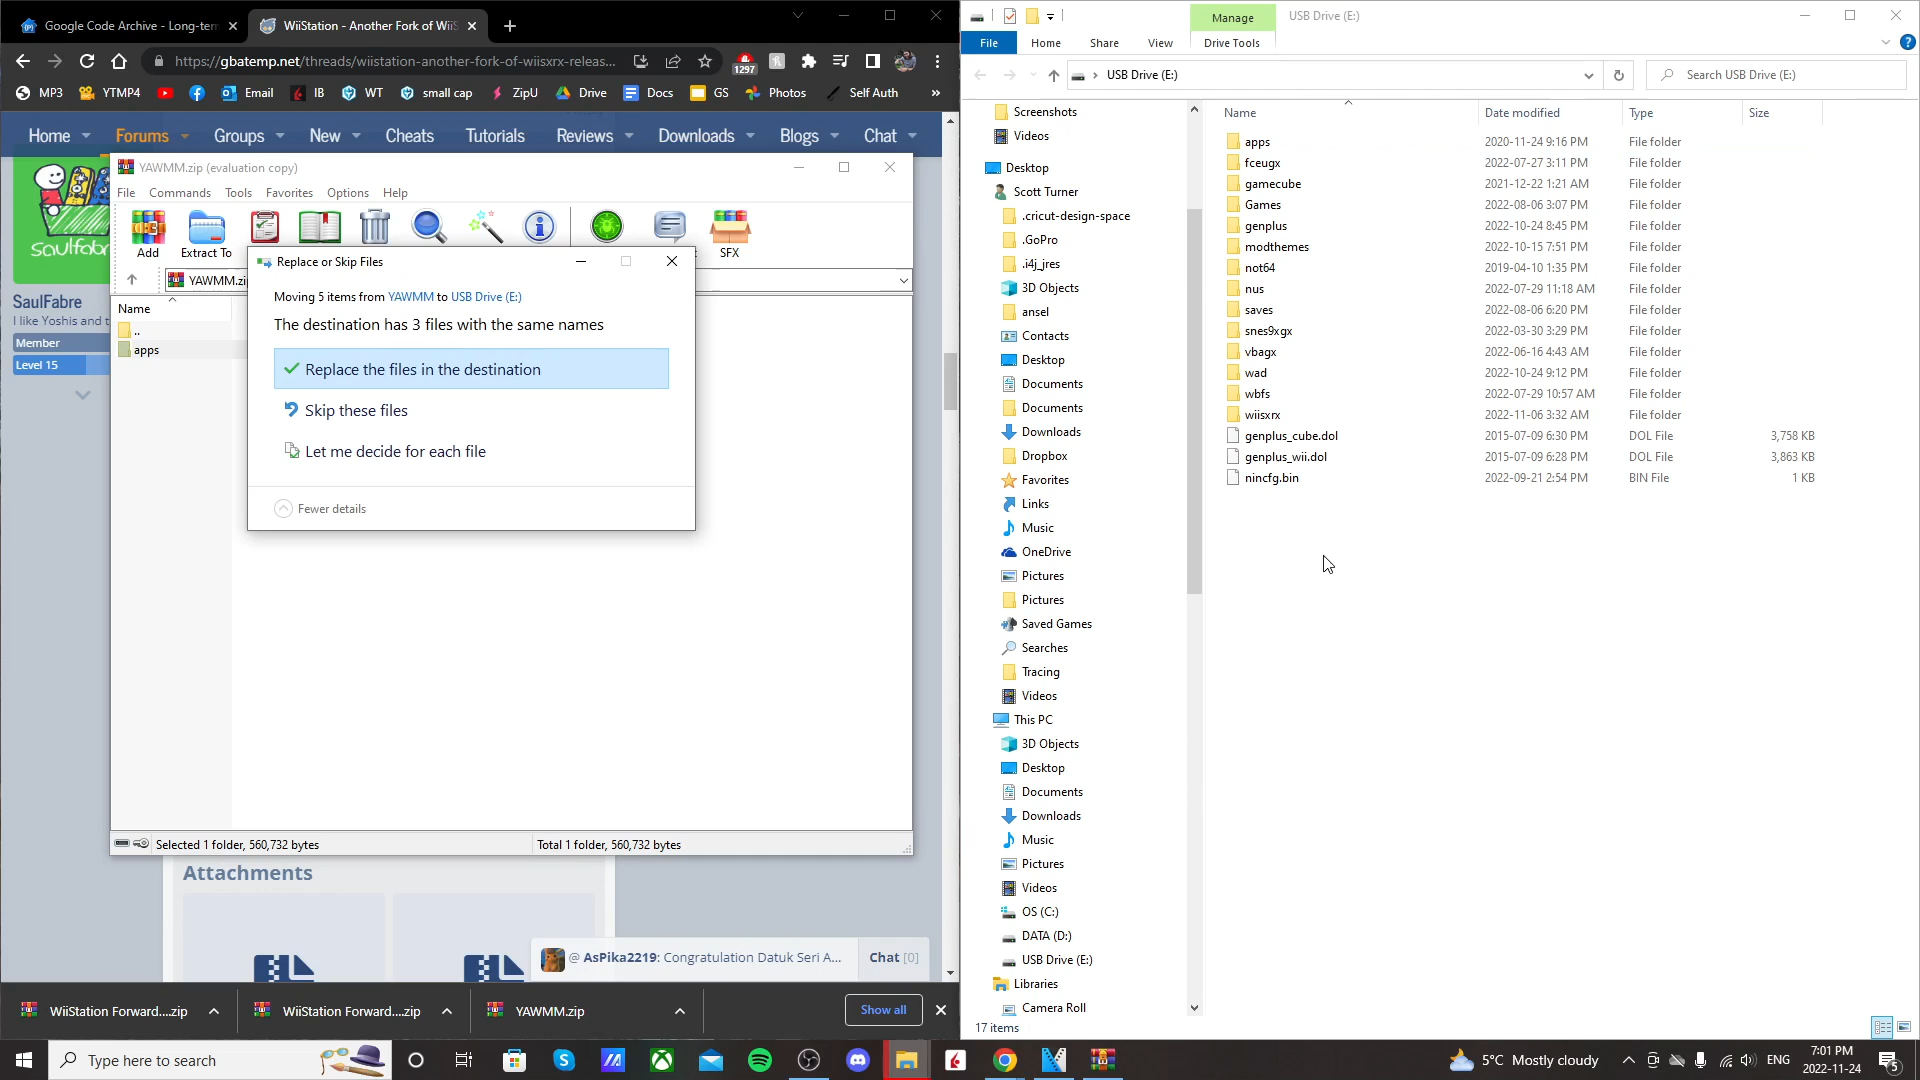 Google Code Archive - Long-term
WiiStation - Another Fork of WiiS
https://gbatemp.net/threads/wiistation-another-fork-of-wiisxrx-releas...
1297
MP3
YTMP4
Email
IB
WT
small cap
ZipU
Drive
Docs
GS
Photos
Self Auth
»
Home
Forums
Groups
New
Cheats
Tutorials
Reviews
Downloads
Blogs
Chat
saulfabr
SaulFabre
I like Yoshis and t
Member
Level 15
YAWMM.zip (evaluation copy)
File
Commands
Tools
Favorites
Options
Help
Add
Extract To
SFX
YAWMM.zi
Name
..
apps
Replace or Skip Files
Moving 5 items from YAWMM to USB Drive (E:)
The destination has 3 files with the same names
Replace the files in the destination
Skip these files
Let me decide for each file
Fewer details
Selected 1 folder, 560,732 bytes
Total 1 folder, 560,732 bytes
Attachments
@ AsPika2219: Congratulation Datuk Seri A...
Chat [0]
WiiStation Forward....zip
WiiStation Forward....zip
YAWMM.zip
Show all
Manage
USB Drive (E:)
File
Home
Share
View
Drive Tools
USB Drive (E:)
Search USB Drive (E:)
Screenshots
Videos
Desktop
Scott Turner
.cricut-design-space
.GoPro
.i4j_jres
3D Objects
ansel
Contacts
Desktop
Documents
Documents
Downloads
Dropbox
Favorites
Links
Music
OneDrive
Pictures
Pictures
Saved Games
Searches
Tracing
Videos
This PC
3D Objects
Desktop
Documents
Downloads
Music
Pictures
Videos
OS (C:)
DATA (D:)
USB Drive (E:)
Libraries
Camera Roll
Name Date modified Type Size
apps 2020-11-24 9:16 PM File folder
fceugx 2022-07-27 3:11 PM File folder
gamecube 2021-12-22 1:21 AM File folder
Games 2022-08-06 3:07 PM File folder
genplus 2022-10-24 8:45 PM File folder
modthemes 2022-10-15 7:51 PM File folder
not64 2019-04-10 1:35 PM File folder
nus 2022-07-29 11:18 AM File folder
saves 2022-08-06 6:20 PM File folder
snes9xgx 2022-03-30 3:29 PM File folder
vbagx 2022-06-16 4:43 AM File folder
wad 2022-10-24 9:12 PM File folder
wbfs 2022-07-29 10:57 AM File folder
wiisxrx 2022-11-06 3:32 AM File folder
genplus_cube.dol 2015-07-09 6:30 PM DOL File 3,758 KB
genplus_wii.dol 2015-07-09 6:28 PM DOL File 3,863 KB
nincfg.bin 2022-09-21 2:54 PM BIN File 1 KB
17 items
Type here to search
5°C Mostly cloudy
ENG
7:01 PM
2022-11-24
5